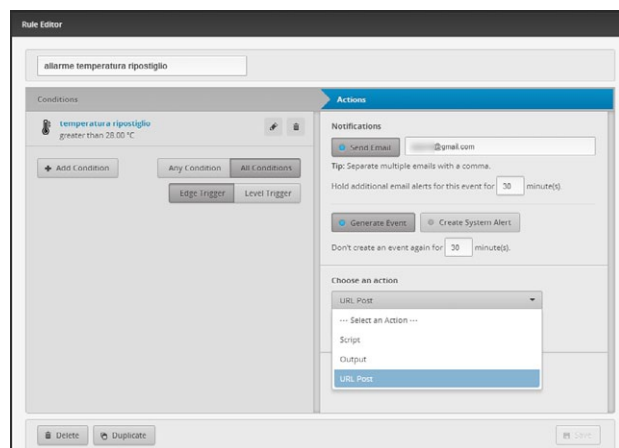 Rule Editor
allarme temperatura ripostiglio
Conditions
temperatura ripostiglio
greater than 28.00 °C
Add Condition
Any Condition
All Conditions
Edge Trigger
Level Trigger
Actions
Notifications
Send Email
@gmail.com
Tip: Separate multiple emails with a comma.
Hold additional email alerts for this event for 30 minute(s).
Generate Event
Create System Alert
Don't create an event again for 30 minute(s).
Choose an action
URL Post
--- Select an Action ---
Script
Output
URL Post
Delete
Duplicate
Save